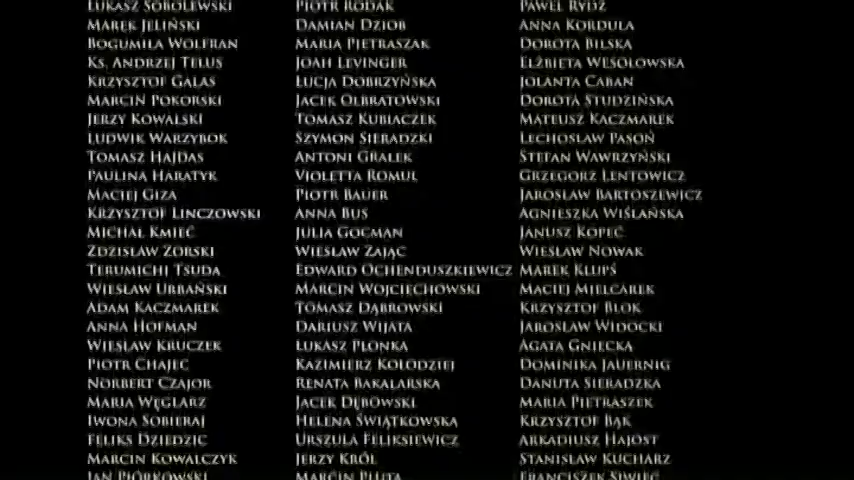 Łukasz Sobolewski Piotr Rodak Paweł Rydz
Marek Jeliński Damian Dziob Anna Kordula
Bogumiła Wolfran Maria Pietraszak Dorota Bilska
Ks. Andrzej Telus Joah Levinger Elżbieta Wesołowska
Krzysztof Galas Łucja Dobrzyńska Jolanta Caban
Marcin Pokorski Jacek Olbratowski Dorota Studzińska
Jerzy Kowalski Tomasz Kubiaczek Mateusz Kaczmarek
Ludwik Warzybok Szymon Sieradzki Lechosław Pasoń
Tomasz Hajdas Antoni Gralek Stefan Wawrzyński
Paulina Haratyk Violetta Romul Grzegorz Lentowicz
Maciej Giza Piotr Bauer Jarosław Bartoszewicz
Krzysztof Linczowski Anna Bus Agnieszka Wiślańska
Michał Kmieć Julia Gocman Janusz Kopeć
Zdzisław Zorski Wiesław Zając Wiesław Nowak
Terumichi Tsuda Edward Ochenduszkiewicz Marek Klupś
Wiesław Urbański Marcin Wojciechowski Maciej Mielcarek
Adam Kaczmarek Tomasz Dąbrowski Krzysztof Blok
Anna Hofman Dariusz Wijata Jarosław Widocki
Wiesław Kruczek Łukasz Plonka Agata Gniecka
Piotr Chajec Kazimierz Kołodziej Dominika Jauernig
Norbert Czajor Renata Bakalarska Danuta Sieradzka
Maria Węglarz Jacek Dębowski Maria Pietraszek
Iwona Sobieraj Helena Świątkowska Krzysztof Bąk
Feliks Dziedzic Urszula Feliksiewicz Arkadiusz Hajost
Marcin Kowalczyk Jerzy Król Stanisław Kucharz
Jan Piórkowski Marcin Pluta Franciszek Siwiec